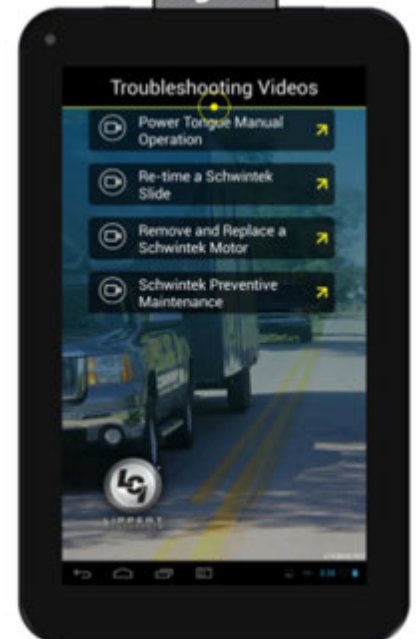 Troubleshooting Videos
Power Tongue Manual
Operation
Re-time a Schwintek
Slide
Remove and Replace a
Schwintek Motor
Schwintek Preventive
Maintenance
LCI
LIPPERT